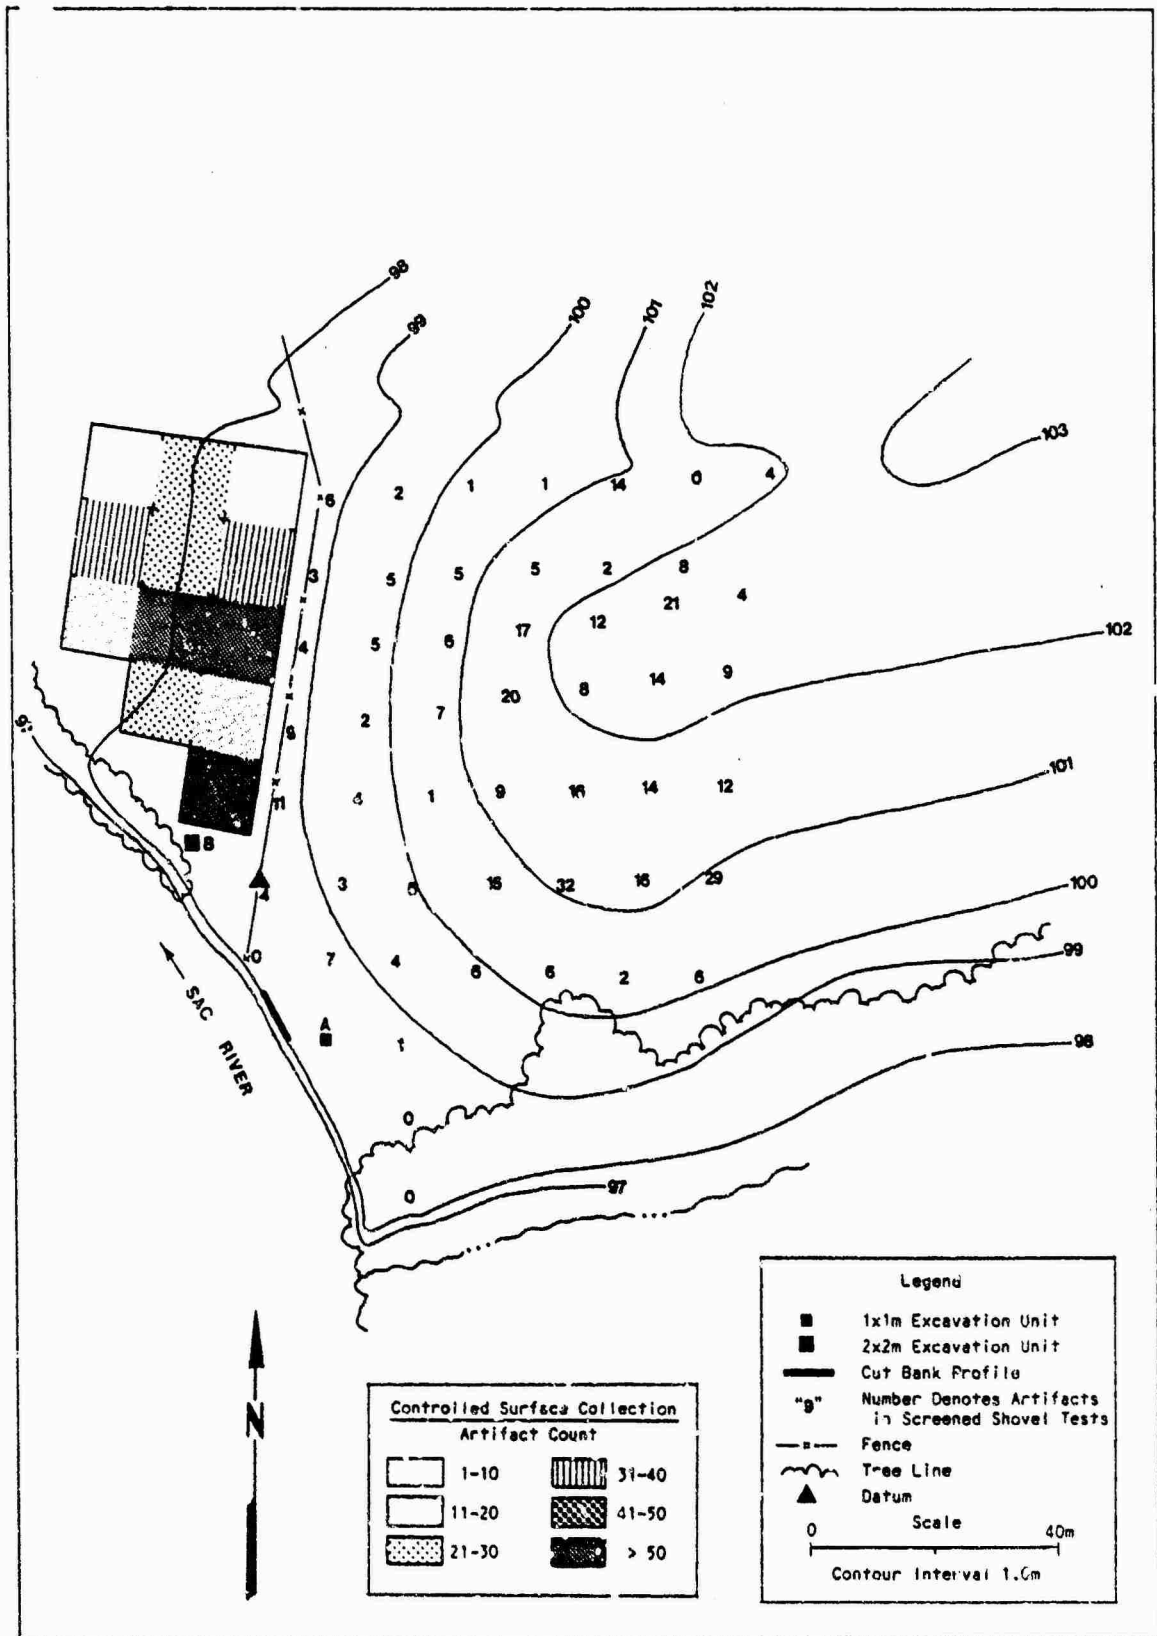 98
99
100
101
102
103
6 2 1 1 14 0 4
3 5 5 5 2 8
21 4
4 5 6 17 12
14 9
2 7 20 8
102
11 1 9 16 14 12
101
B
4 3 32 16 29
100
0 7 4 6 6 2 6
99
SAC RIVER
A
1
98
0
0
97
N
Controlled Surface Collection
Artifact Count
1-10
31-40
11-20
41-50
21-30
> 50
Legend
1x1m Excavation Unit
2x2m Excavation Unit
Cut Bank Profile
"9" Number Denotes Artifacts
in Screened Shovel Tests
Fence
Tree Line
Datum
Scale
0 40m
Contour Interval 1.0m